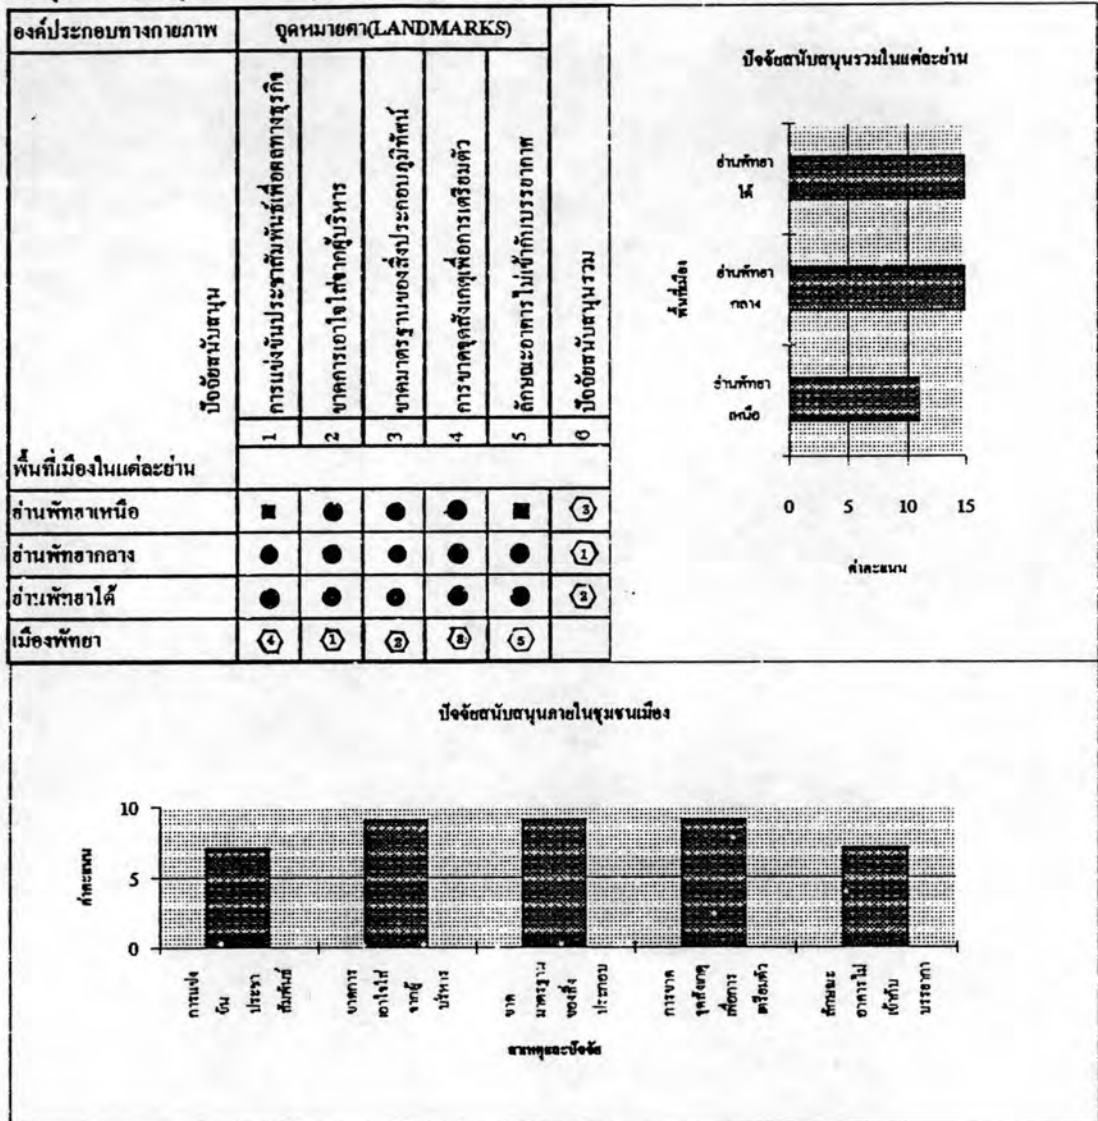 องค์ประกอบทางกายภาพ
จุดหมายตา(LANDMARKS)
ปัจจัยสนับสนุน
การแข่งขันประชาสัมพันธ์เพื่อผลทางธุรกิจ
ขาดการเอาใจใส่จากผู้บริหาร
ขาดมาตรฐานของสิ่งประกอบภูมิทัศน์
การขาดจุดสังเกตุเพื่อการเตรียมตัว
ลักษณะอาคารไม่เข้ากับบรรยากาศ
ปัจจัยสนับสนุนรวม
1 2 3 4 5 6
พื้นที่เมืองในแต่ละย่าน
ย่านพัทยาเหนือ 3
ย่านพัทยากลาง 1
ย่านพัทยาใต้ 2
เมืองพัทยา 4 1 2 3 5
ปัจจัยสนับสนุนรวมในแต่ละย่าน
พื้นที่เมือง
ย่านพัทยา
ใต้
ย่านพัทยา
กลาง
ย่านพัทยา
เหนือ
0 5 10 15
ค่าคะแนน
ปัจจัยสนับสนุนภายในชุมชนเมือง
ค่าคะแนน
10
5
0
การแข่ง
ขัน
ประชา
สัมพันธ์
ขาดการ
เอาใจใส่
จากผู้
บริหาร
ขาด
มาตรฐาน
ของสิ่ง
ประกอบ
การขาด
จุดสังเกตุ
เพื่อการ
เตรียมตัว
ลักษณะ
อาคารไม่
เข้ากับ
บรรยากา
สาเหตุและปัจจัย